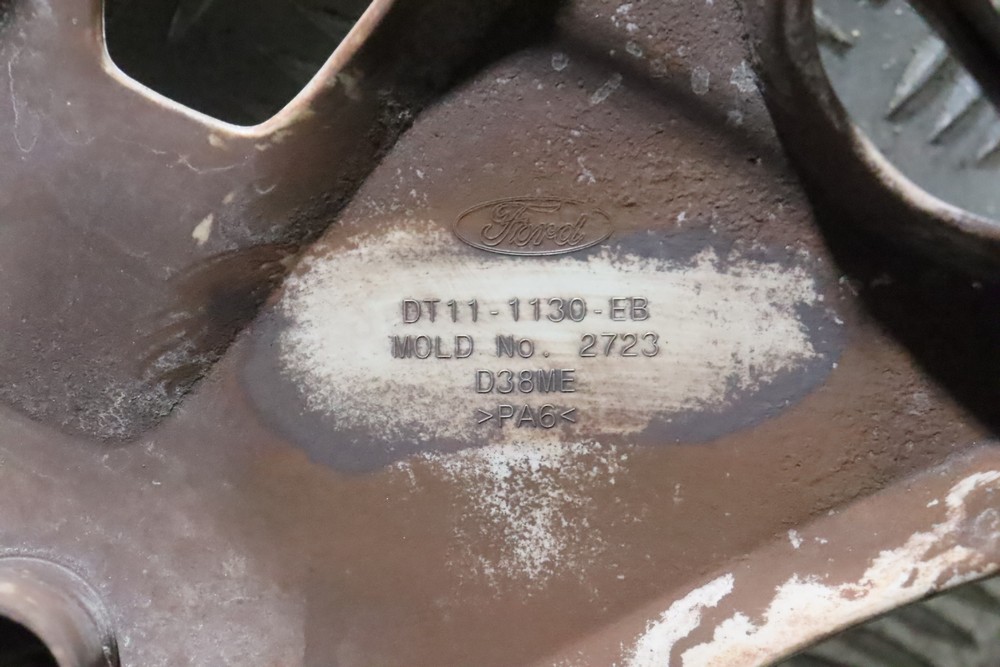 Ford
DT11-1130-EB
MOLD No. 2723
D38ME
>PA6<